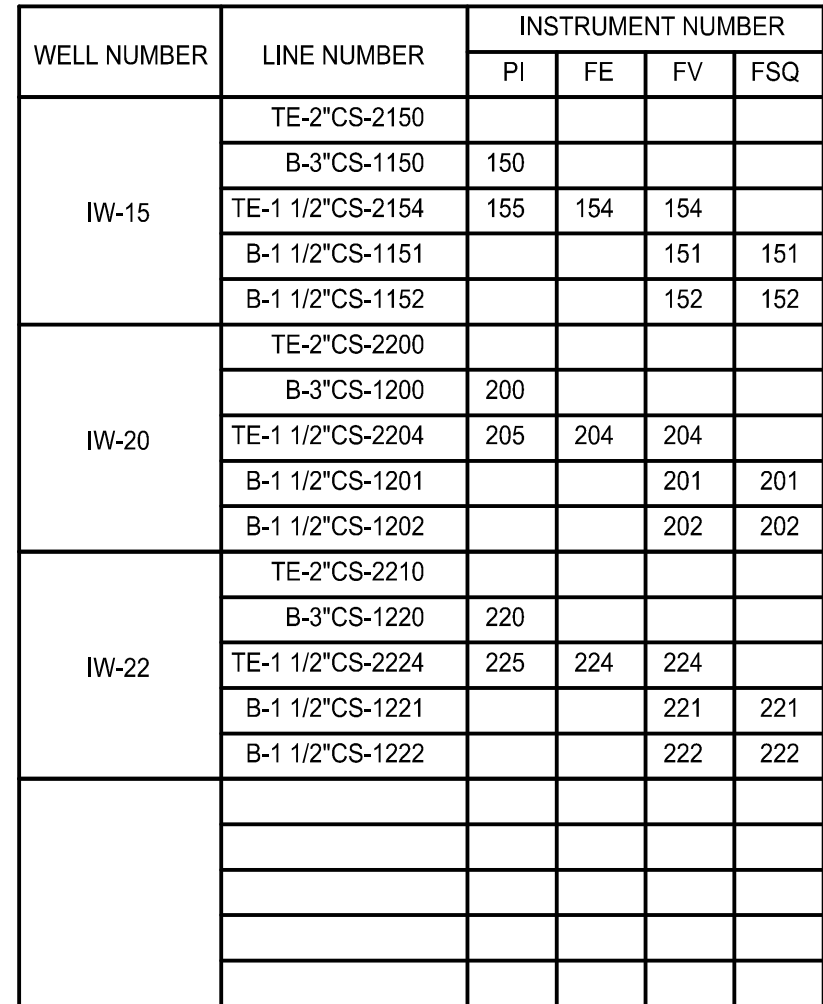 WELL NUMBER LINE NUMBER INSTRUMENT NUMBER
PI FE FV FSQ
IW-15
TE-2"CS-2150
B-3"CS-1150 150
TE-1 1/2"CS-2154 155 154 154
B-1 1/2"CS-1151 151 151
B-1 1/2"CS-1152 152 152
IW-20
TE-2"CS-2200
B-3"CS-1200 200
TE-1 1/2"CS-2204 205 204 204
B-1 1/2"CS-1201 201 201
B-1 1/2"CS-1202 202 202
IW-22
TE-2"CS-2210
B-3"CS-1220 220
TE-1 1/2"CS-2224 225 224 224
B-1 1/2"CS-1221 221 221
B-1 1/2"CS-1222 222 222